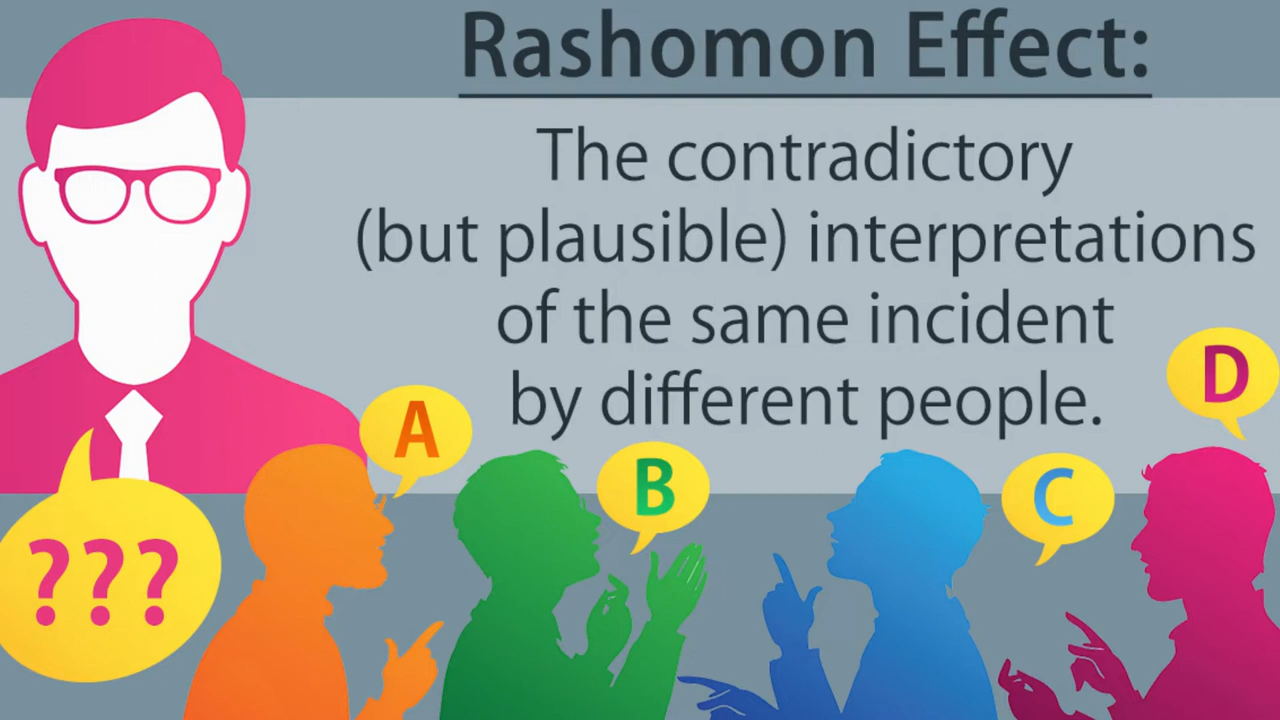 Rashomon Effect:
The contradictory
(but plausible) interpretations
of the same incident
by different people.
A
B
C
D
???